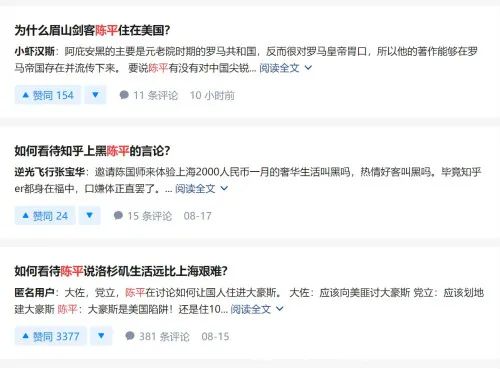 为什么眉山剑客陈平住在美国?
小虾汉斯：阿庇安黑的主要是元老院时期的罗马共和国，反而很对罗马皇帝胃口，所以他的著作能够在罗
马帝国存在并流传下来。 要说陈平有没有对中国尖锐... 阅读全文
赞同 154 11 条评论 10 小时前
如何看待知乎上黑陈平的言论?
逆光飞行张宝华：邀请陈国师来体验上海2000人民币一月的奢华生活叫黑吗，热情好客叫黑吗。毕竟知乎
er都身在福中，口嫌体正直罢了。... 阅读全文
赞同 24 15 条评论 08-17
如何看待陈平说洛杉矶生活远比上海艰难?
匿名用户：大佐，党立，陈平在讨论如何让国人住进大豪斯。 大佐：应该向美匪讨大豪斯 党立：应该划地
建大豪斯 陈平：大豪斯是美国陷阱！还是住10... 阅读全文
赞同 3377 381 条评论 08-15